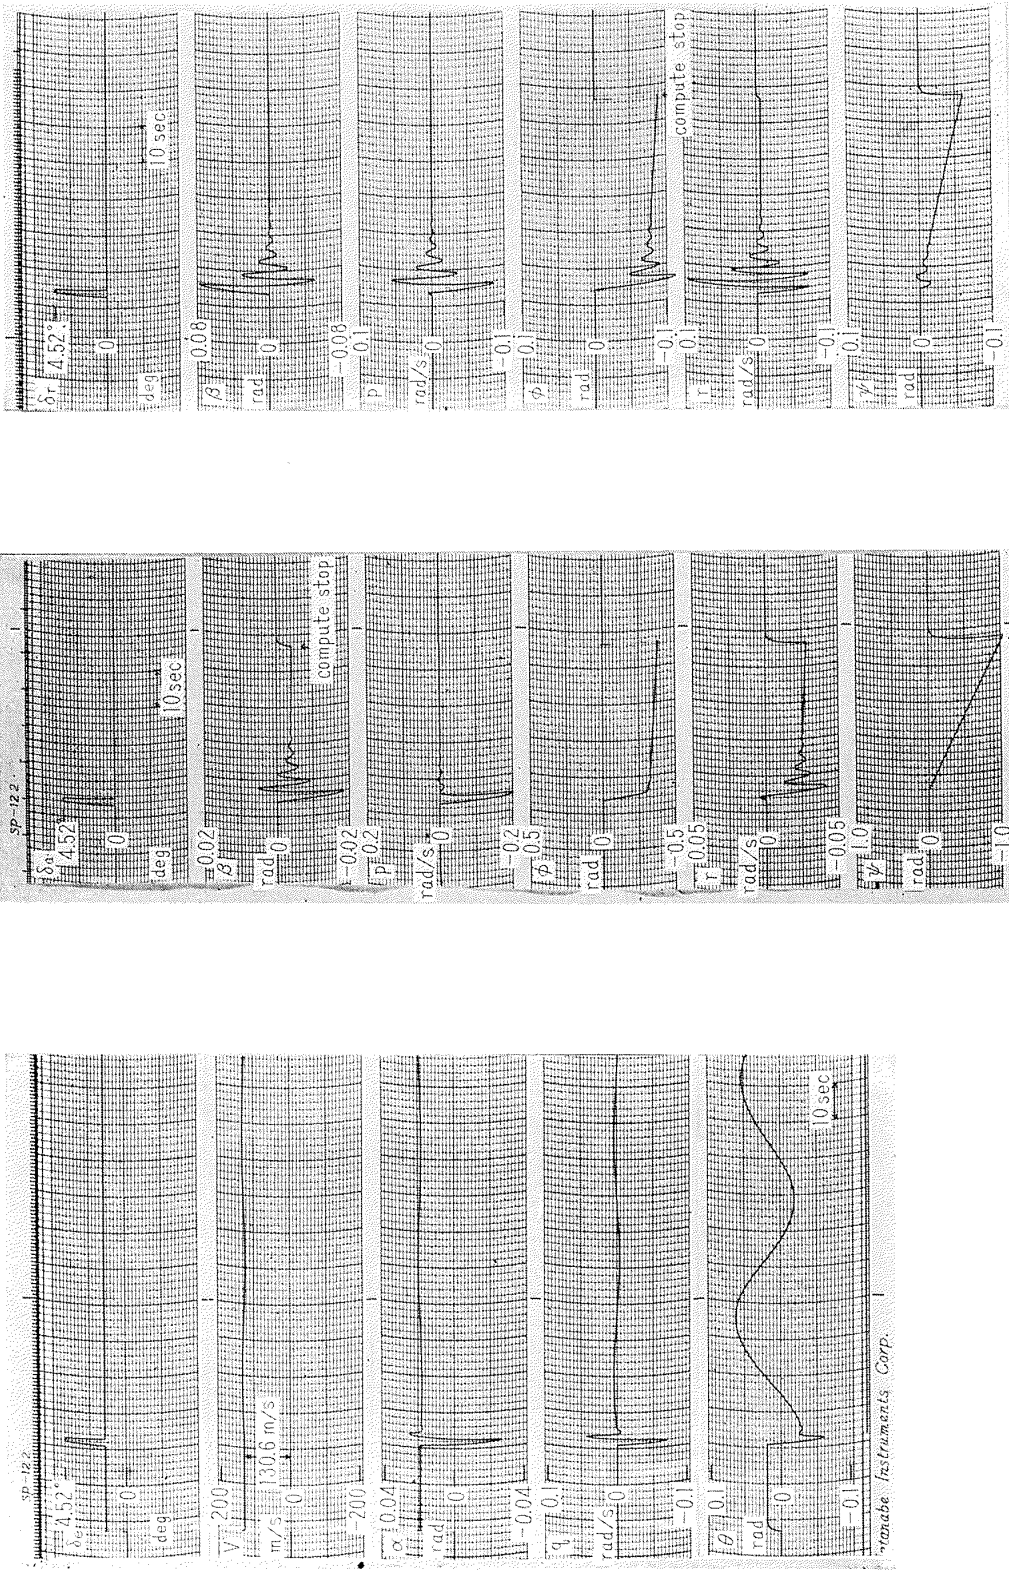 δr 4.52°
0
deg
10 sec
0.08
β
rad
0
-0.08
0.1
p
rad/s
0
-0.1
0.1
φ
rad
0
-0.1
compute stop
0.1
r
rad/s
0
-0.1
0.1
ψ
rad
0
-0.1
SP-122.
δa
4.52°
0
deg
10 sec
0.02
β
rad
0
-0.02
compute stop
0.2
p
rad/s
0
-0.2
0.5
φ
rad
0
-0.5
0.05
r
rad/s
0
-0.05
1.0
ψ
rad
0
-1.0
SP-122
4.52°
δe
0
deg
200
V
m/s
130.6 m/s
0
200
0.04
α
rad
0
-0.04
0.1
q
rad/s
0
-0.1
0.1
θ
rad
0
-0.1
10 sec
Instruments Corp.